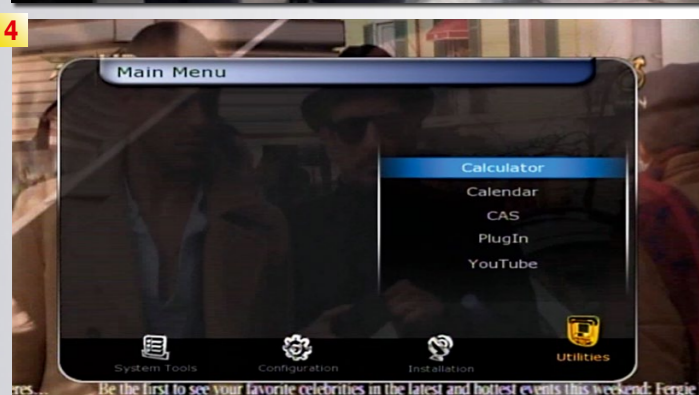 4
Main Menu
Calculator
Calendar
CAS
PlugIn
YouTube
System Tools
Configuration
Installation
Utilities
eres... Be the first to see your favorite celebrities in the latest and hottest events this weekend: Fergie